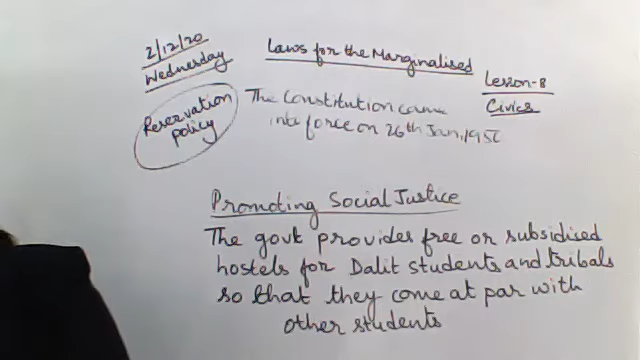 2/12/20
Wednesday
Laws for the Marginalised
Lesson-8
Civics
Reservation
policy
The Constitution came
into force on 26th Jan, 1950
Promoting Social Justice
The govt provides free or subsidised
hostels for Dalit students and tribals
so that they come at par with
other students